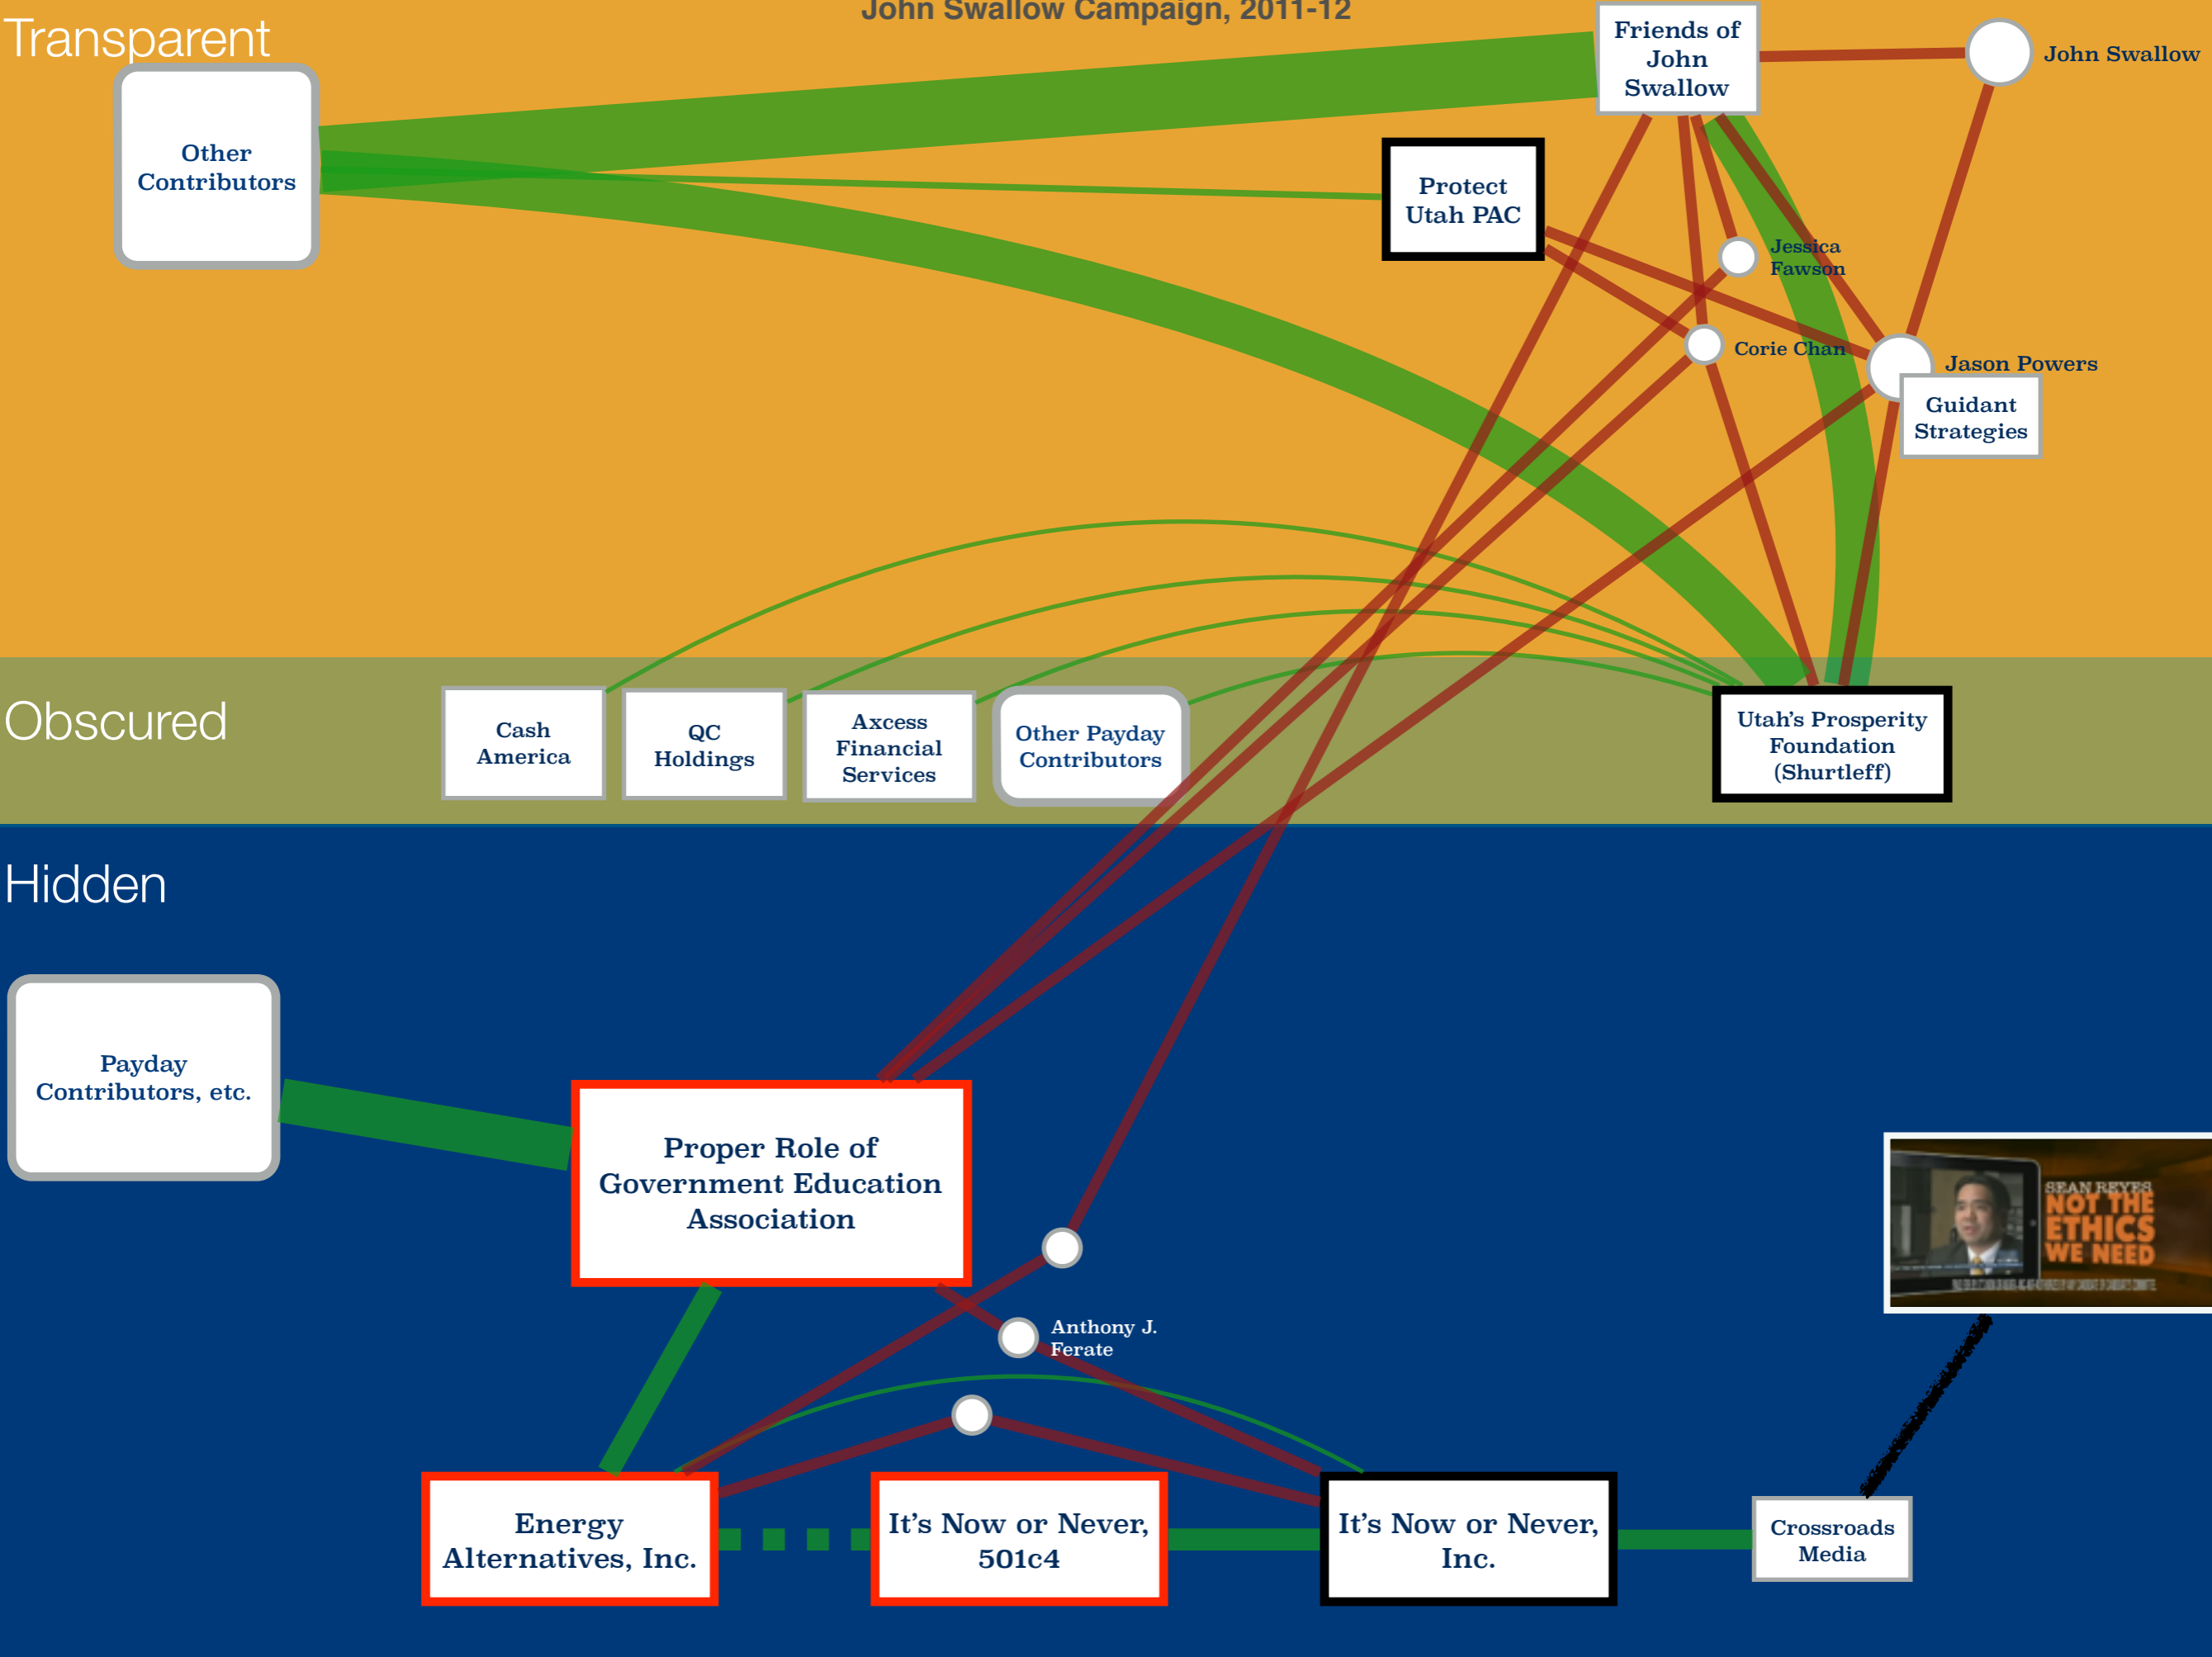 John Swallow Campaign, 2011-12
Transparent
Friends of
John
Swallow
John Swallow
Other
Contributors
Protect
Utah PAC
Jessica
Fawson
Corie Chan
Jason Powers
Guidant
Strategies
Obscured
Cash
America
QC
Holdings
Axcess
Financial
Services
Other Payday
Contributors
Utah's Prosperity
Foundation
(Shurtleff)
Hidden
Payday
Contributors, etc.
Proper Role of
Government Education
Association
SEAN REYES
NOT THE
ETHICS
WE NEED
Anthony J.
Ferate
Energy
Alternatives, Inc.
It's Now or Never,
501c4
It's Now or Never,
Inc.
Crossroads
Media